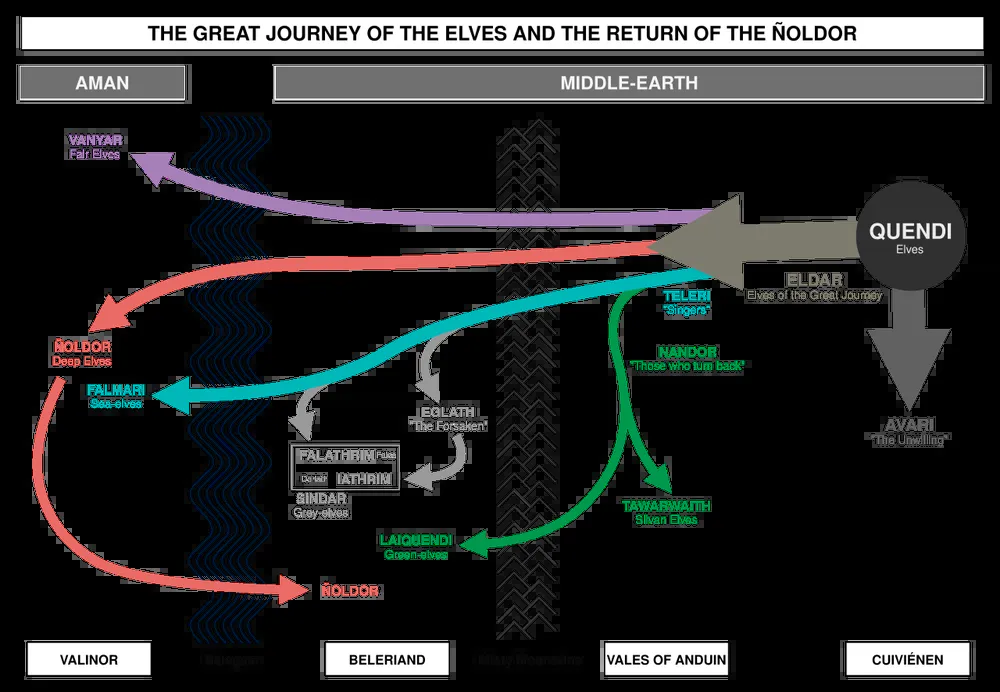 THE GREAT JOURNEY OF THE ELVES AND THE RETURN OF THE ÑOLDOR
AMAN
MIDDLE-EARTH
VANYAR
Fair Elves
QUENDI
Elves
ELDAR
Elves of the Great Journey
TELERI
"Singers"
ÑOLDOR
Deep Elves
NANDOR
"Those who turn back"
FALMARI
Sea-elves
EGLATH
"The Forsaken"
AVARI
"The Unwilling"
FALATHRIM
IATHRIM
SINDAR
Grey-elves
TAWARWAITH
Silvan Elves
LAIQUENDI
Green-elves
ÑOLDOR
VALINOR
Belegaer
BELERIAND
Misty Mountains
VALES OF ANDUIN
CUIVIÉNEN